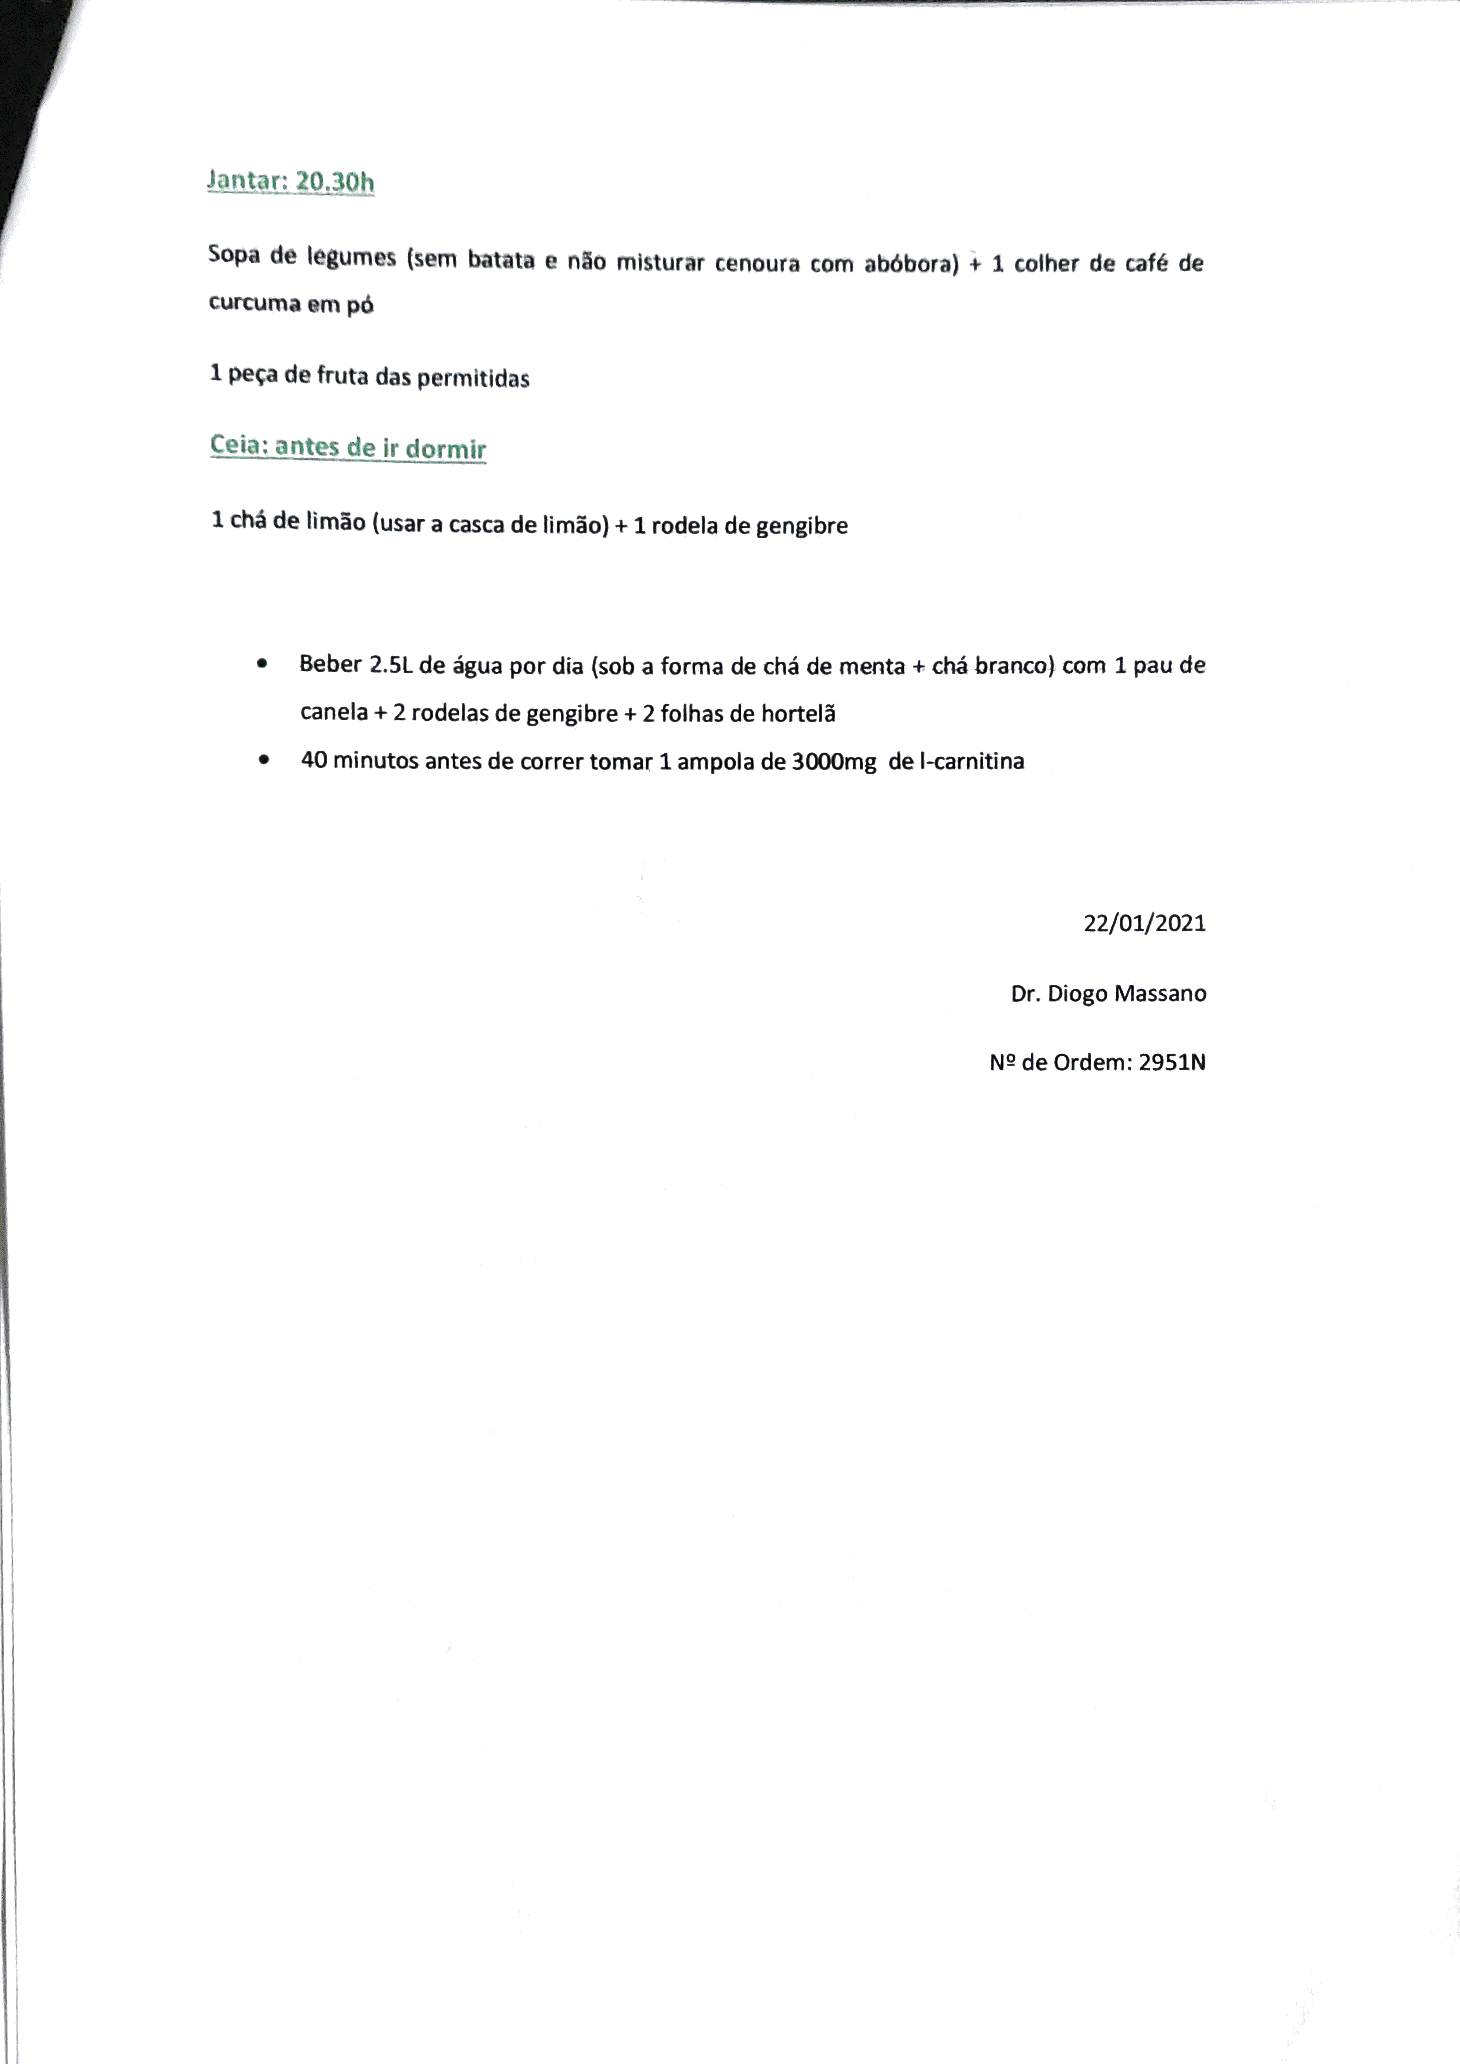 Jantar: 20.30h
Sopa de legumes (sem batata e não misturar cenoura com abóbora) + 1 colher de café de
curcuma em pó
1 peça de fruta das permitidas
Ceia: antes de ir dormir
1 chá de limão (usar a casca de limão) + 1 rodela de gengibre
• Beber 2.5L de água por dia (sob a forma de chá de menta + chá branco) com 1 pau de
canela + 2 rodelas de gengibre + 2 folhas de hortelã
• 40 minutos antes de correr tomar 1 ampola de 3000mg de l-carnitina
22/01/2021
Dr. Diogo Massano
Nº de Ordem: 2951N